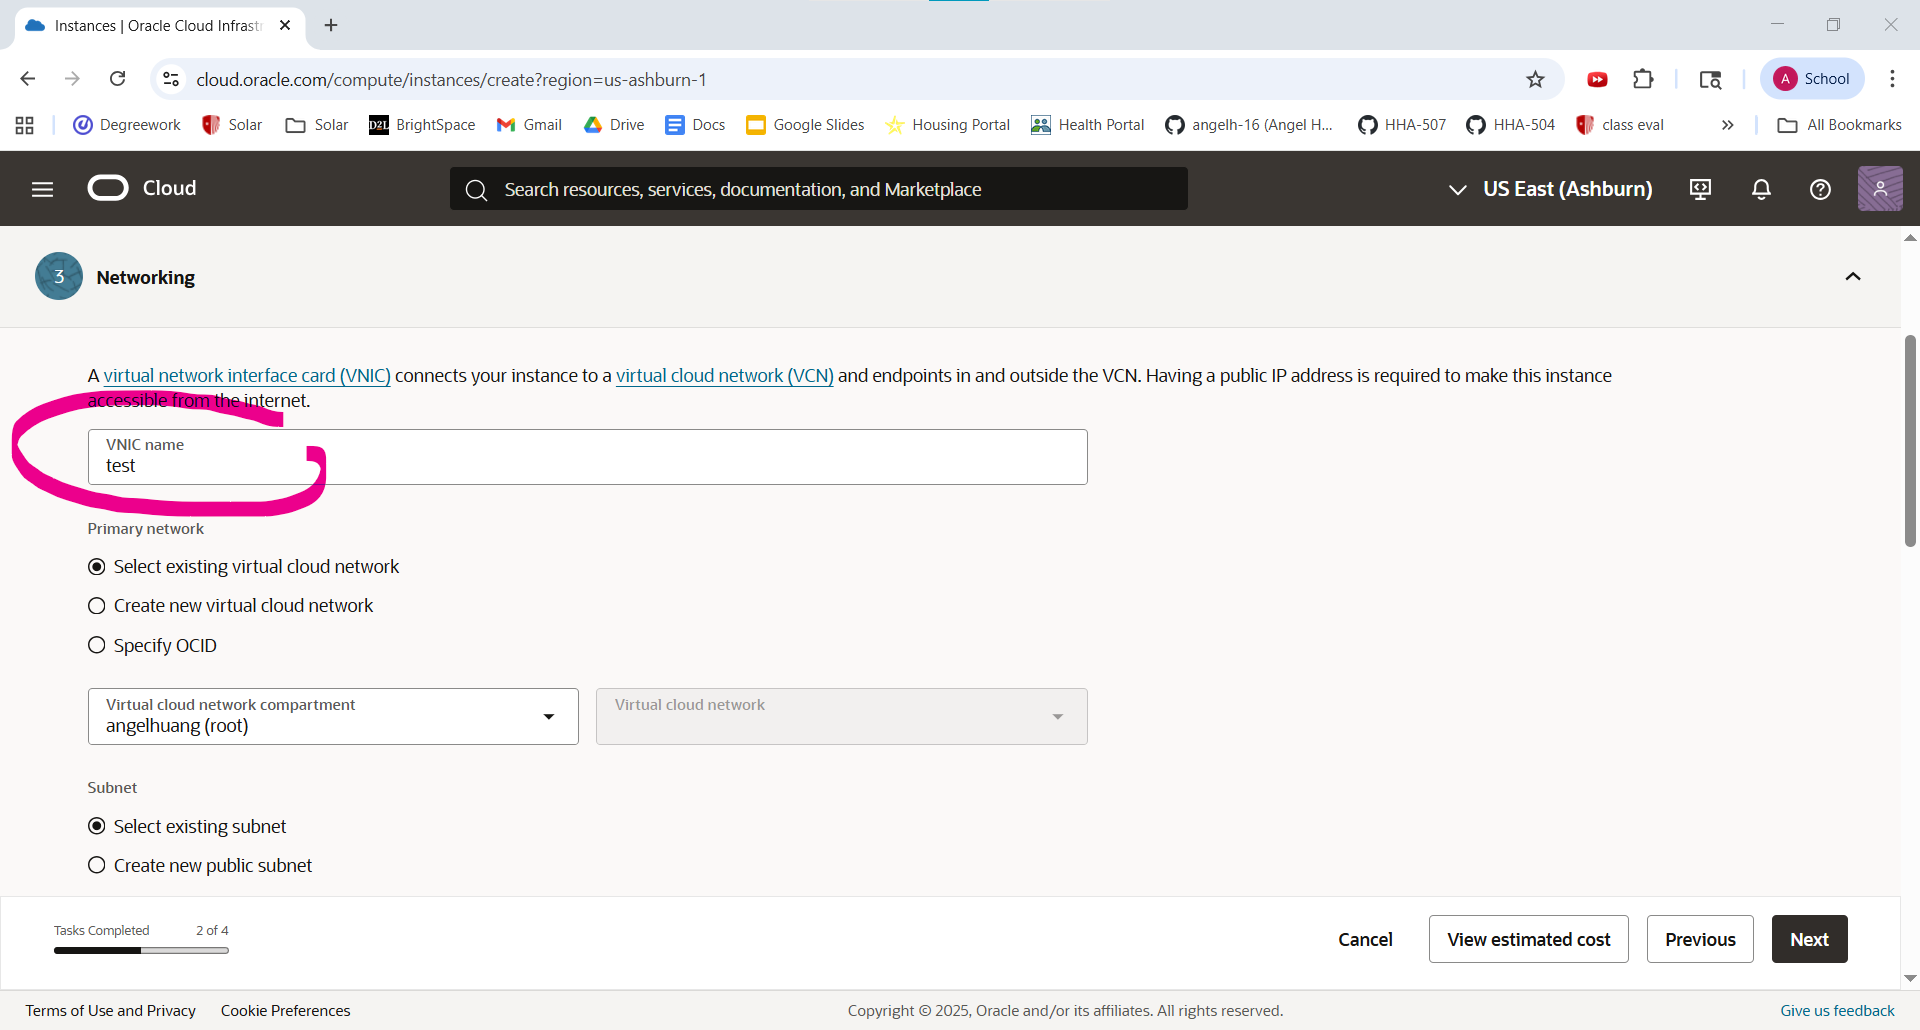 Instances | Oracle Cloud Infrastr
cloud.oracle.com/compute/instances/create?region=us-ashburn-1
A School
Degreework Solar Solar D2L BrightSpace Gmail Drive Docs Google Slides Housing Portal Health Portal angelh-16 (Angel H... HHA-507 HHA-504 class eval » All Bookmarks
Cloud
Search resources, services, documentation, and Marketplace
US East (Ashburn)
3 Networking
A virtual network interface card (VNIC) connects your instance to a virtual cloud network (VCN) and endpoints in and outside the VCN. Having a public IP address is required to make this instance
accessible from the internet.
VNIC name
test
Primary network
Select existing virtual cloud network
Create new virtual cloud network
Specify OCID
Virtual cloud network compartment
angelhuang (root)
Virtual cloud network
Subnet
Select existing subnet
Create new public subnet
Tasks Completed 2 of 4
Cancel View estimated cost Previous Next
Terms of Use and Privacy Cookie Preferences Copyright © 2025, Oracle and/or its affiliates. All rights reserved. Give us feedback